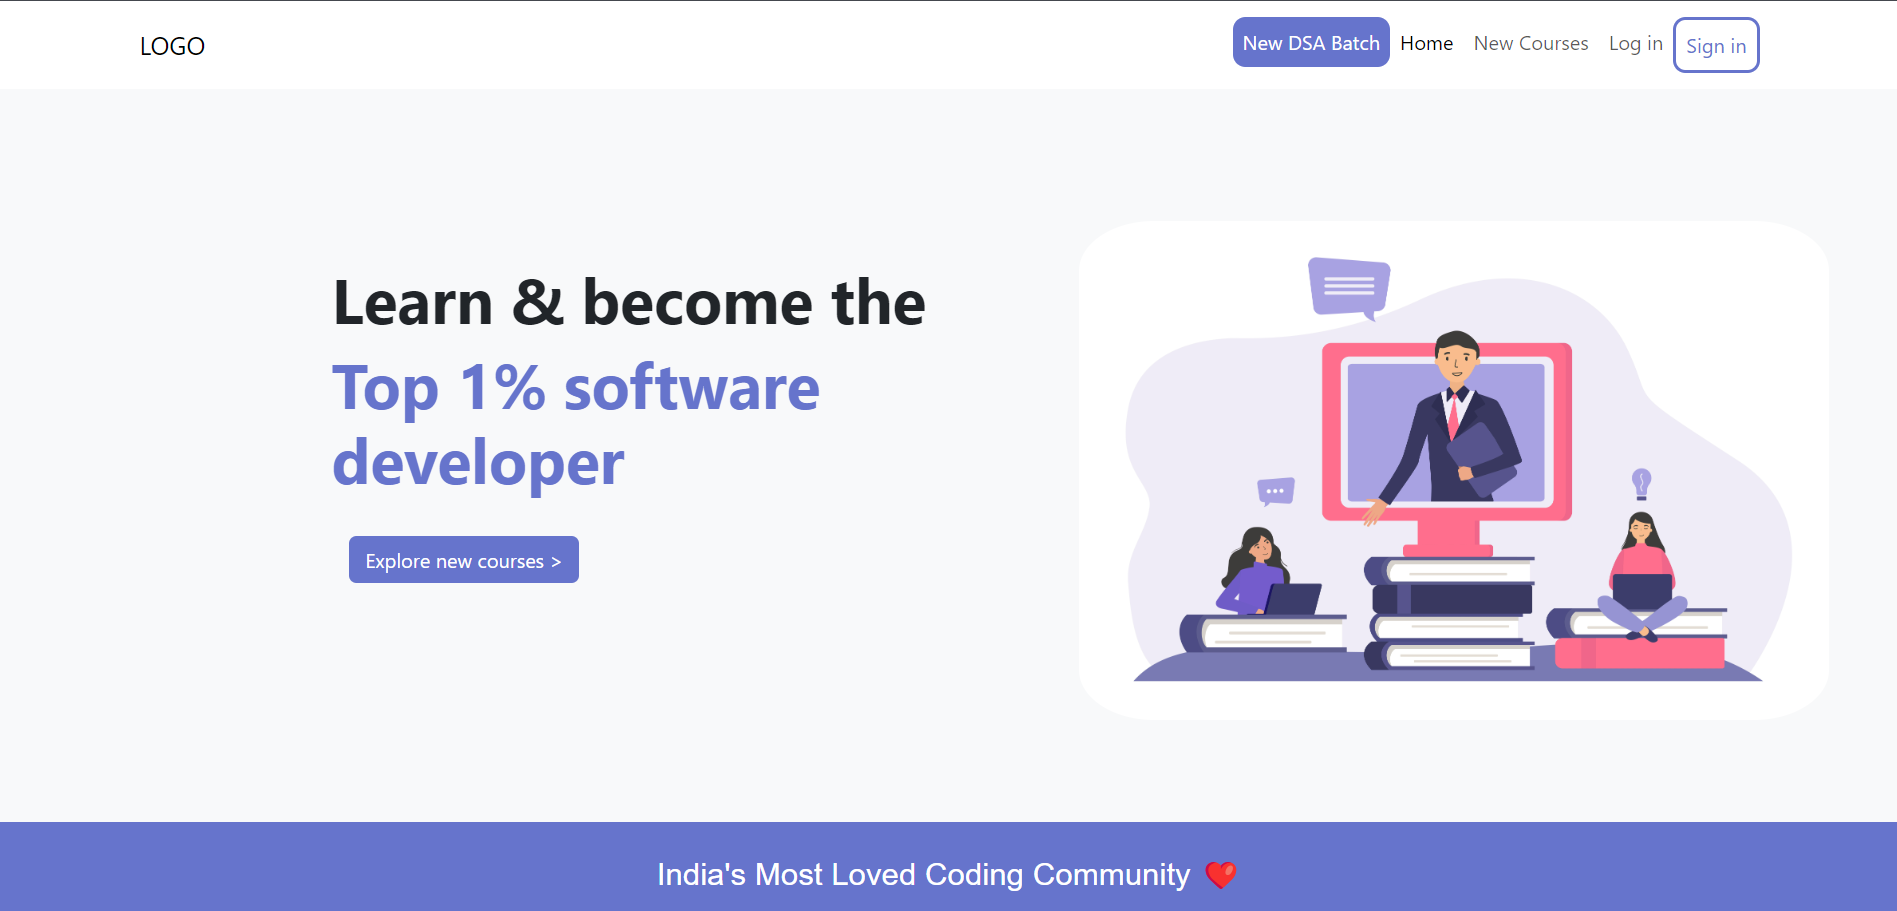 LOGO
New DSA Batch
Home
New Courses
Log in
Sign in
Learn & become the
Top 1% software
developer
Explore new courses >
India's Most Loved Coding Community ❤️